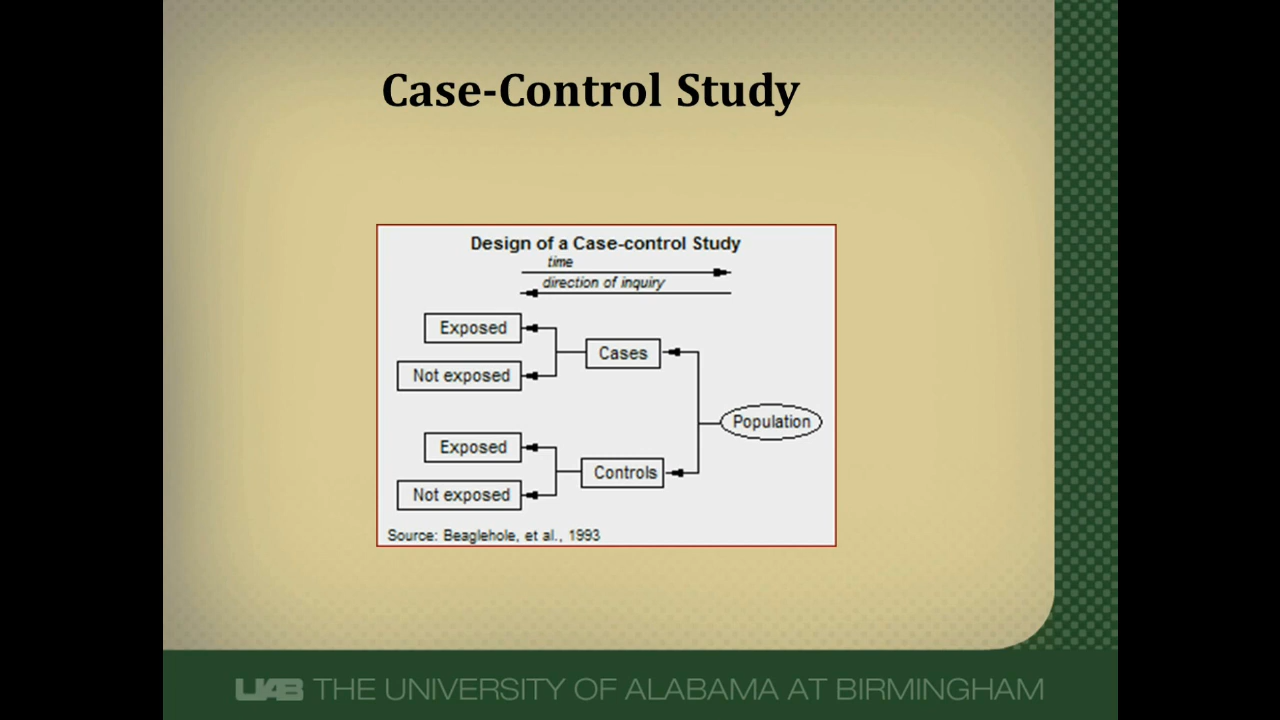 Case-Control Study
Design of a Case-control Study
time
direction of inquiry
Exposed
Cases
Not exposed
Population
Exposed
Controls
Not exposed
Source: Beaglehole, et al., 1993
UAB THE UNIVERSITY OF ALABAMA AT BIRMINGHAM